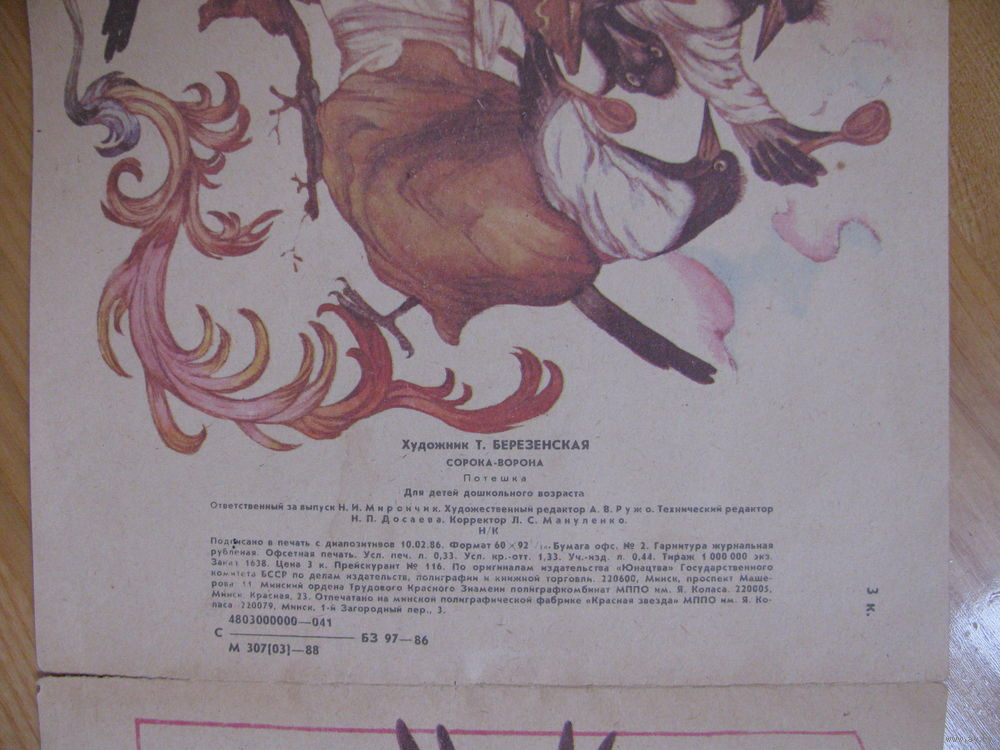 Художник Т. БЕРЕЗЕНСКАЯ
СОРОКА-ВОРОНА
Потешка
Для детей дошкольного возраста
Ответственный за выпуск Н. И. Мирончик. Художественный редактор А. В. Ружо. Технический редактор
Н. П. Досаева. Корректор Л. С. Мануленко.
Н/К
Подписано в печать с диапозитивов 10.02.86. Формат 60×92 Бумага офс. № 2. Гарнитура журнальная
рубленая. Офсетная печать. Усл. печ. л. 0,33. Усл. кр.-отт. 1,33. Уч.-изд. л. 0,44. Тираж 1 000 000 экз.
Заказ 1638. Цена 3 к. Прейскурант № 116. По оригиналам издательства «Юнацтва» Государственного
комитета БССР по делам издательств, полиграфии и книжной торговли. 220600, Минск, проспект Маше-
рова, 11. Минский ордена Трудового Красного Знамени полиграфкомбинат МППО им. Я. Коласа. 220005,
Минск, Красная, 23. Отпечатано на минской полиграфической фабрике «Красная звезда» МППО им. Я. Ко-
ласа. 220079, Минск, 1-й Загородный пер., 3.
4803000000—041
С БЗ 97—86
М 307(03)—88
3 к.